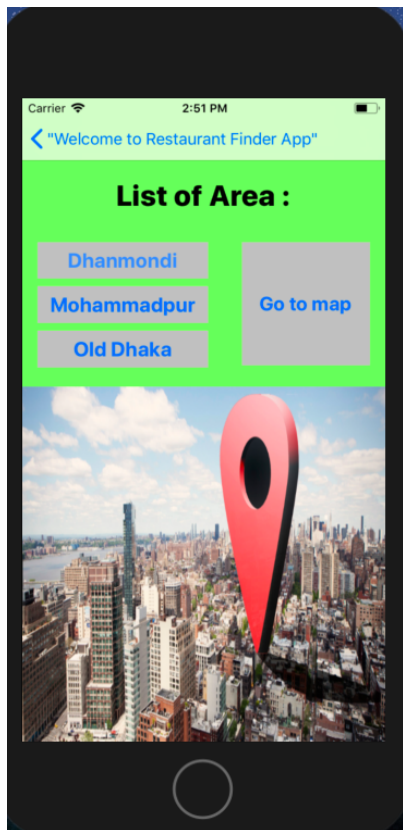 Carrier 2:51 PM
"Welcome to Restaurant Finder App"
List of Area :
Dhanmondi
Mohammadpur
Old Dhaka
Go to map